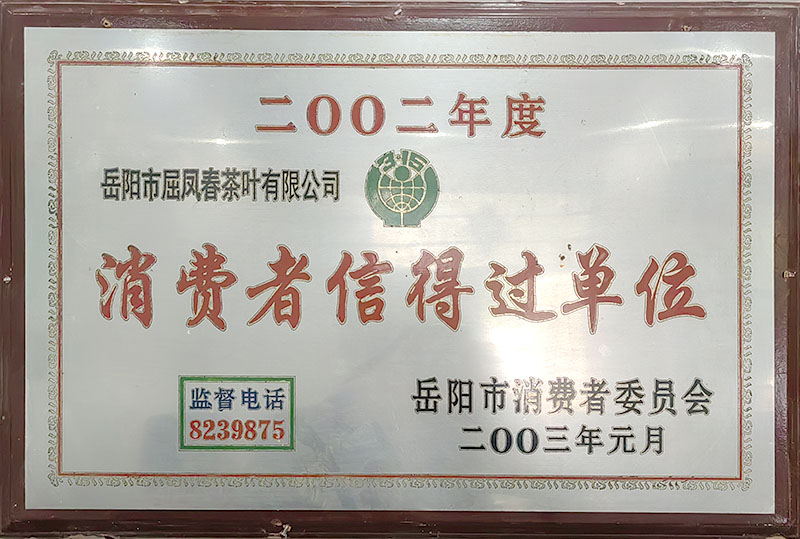 二OO二年度
3·15
岳阳市屈凤春茶叶有限公司
消费者信得过单位
监督电话
8239875
岳阳市消费者委员会
二OO三年元月